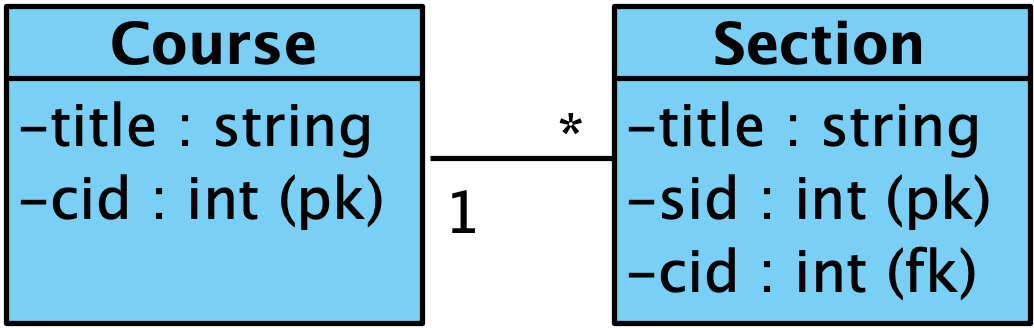 Course
-title : string
-cid : int (pk)
1
*
Section
-title : string
-sid : int (pk)
-cid : int (fk)